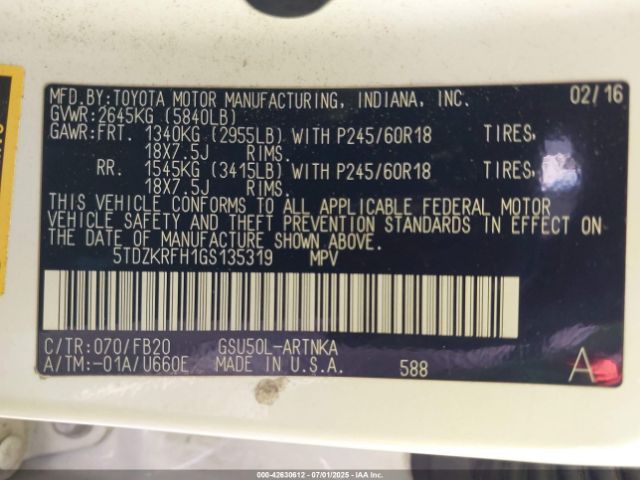 MFD.BY:TOYOTA MOTOR MANUFACTURING, INDIANA, INC. 02/16
GVWR:2645KG (5840LB)
GAWR:FRT. 1340KG (2955LB) WITH P245/60R18 TIRES,
18X7.5J RIMS.
RR. 1545KG (3415LB) WITH P245/60R18 TIRES,
18X7.5J RIMS.
THIS VEHICLE CONFORMS TO ALL APPLICABLE FEDERAL MOTOR
VEHICLE SAFETY AND THEFT PREVENTION STANDARDS IN EFFECT ON
THE DATE OF MANUFACTURE SHOWN ABOVE.
5TDZKRFH1GS135319 MPV
C/TR:070/FB20 GSU50L-ARTNKA
A/TM:-01A/U660E MADE IN U.S.A. 588 A
000-42630612 - 07/01/2025 - IAAI.COM